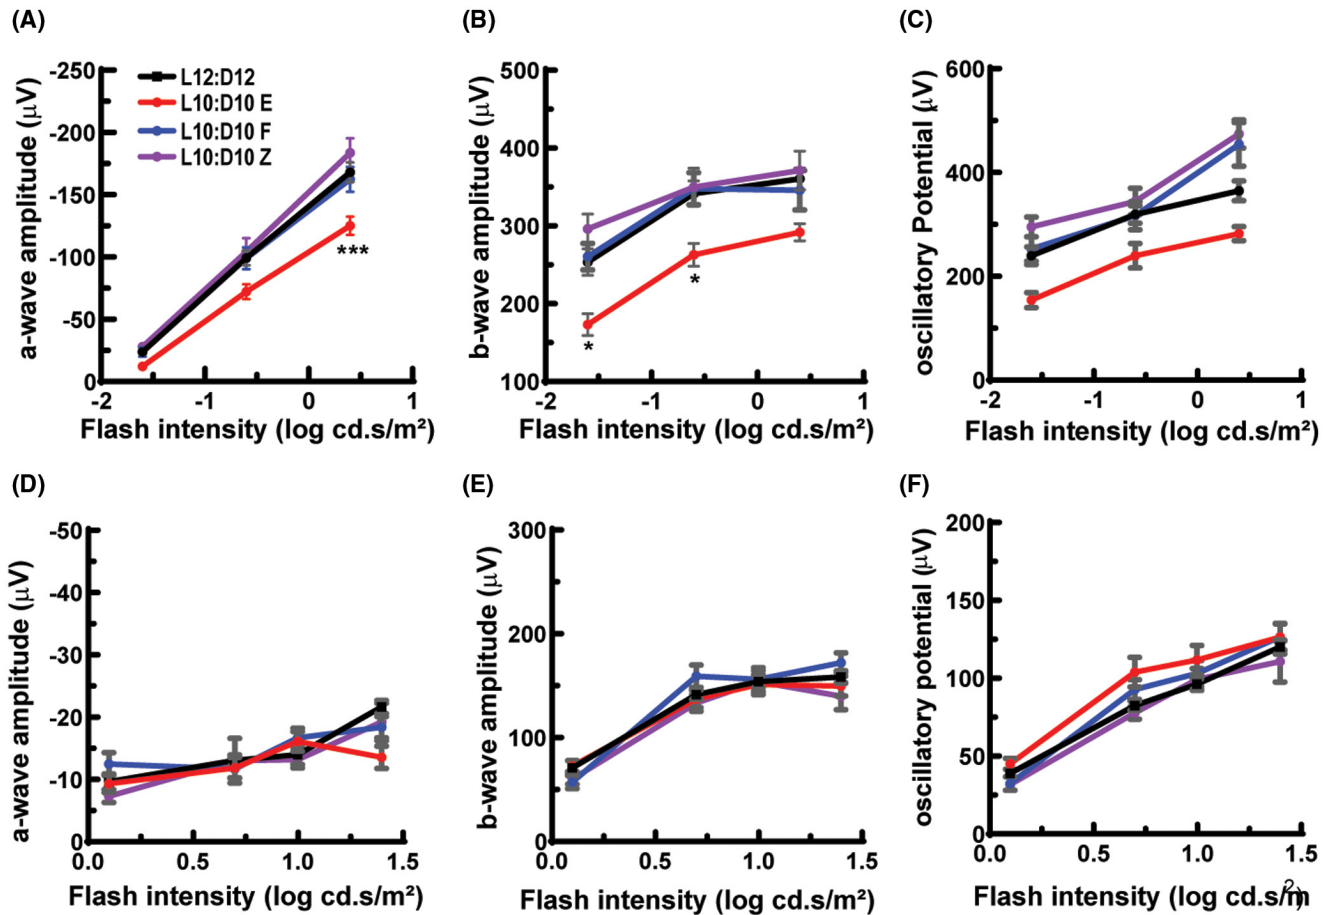 (A)
-250
-200
-150
-100
-50
0
-2 -1 0 1
a-wave amplitude (μV)
Flash intensity (log cd.s/m²)
L12:D12
L10:D10 E
L10:D10 F
L10:D10 Z
***
(B)
500
400
300
200
100
-2 -1 0 1
b-wave amplitude (μV)
Flash intensity (log cd.s/m²)
*
*
(C)
600
400
200
0
-2 -1 0 1
oscillatory Potential (μV)
Flash intensity (log cd.s/m²)
(D)
-50
-40
-30
-20
-10
0
0.0 0.5 1.0 1.5
a-wave amplitude (μV)
Flash intensity (log cd.s/m²)
(E)
300
200
100
0
0.0 0.5 1.0 1.5
b-wave amplitude (μV)
Flash intensity (log cd.s/m²)
(F)
200
150
100
50
0
0.0 0.5 1.0 1.5
oscillatory potential (μV)
Flash intensity (log cd.s/m²)